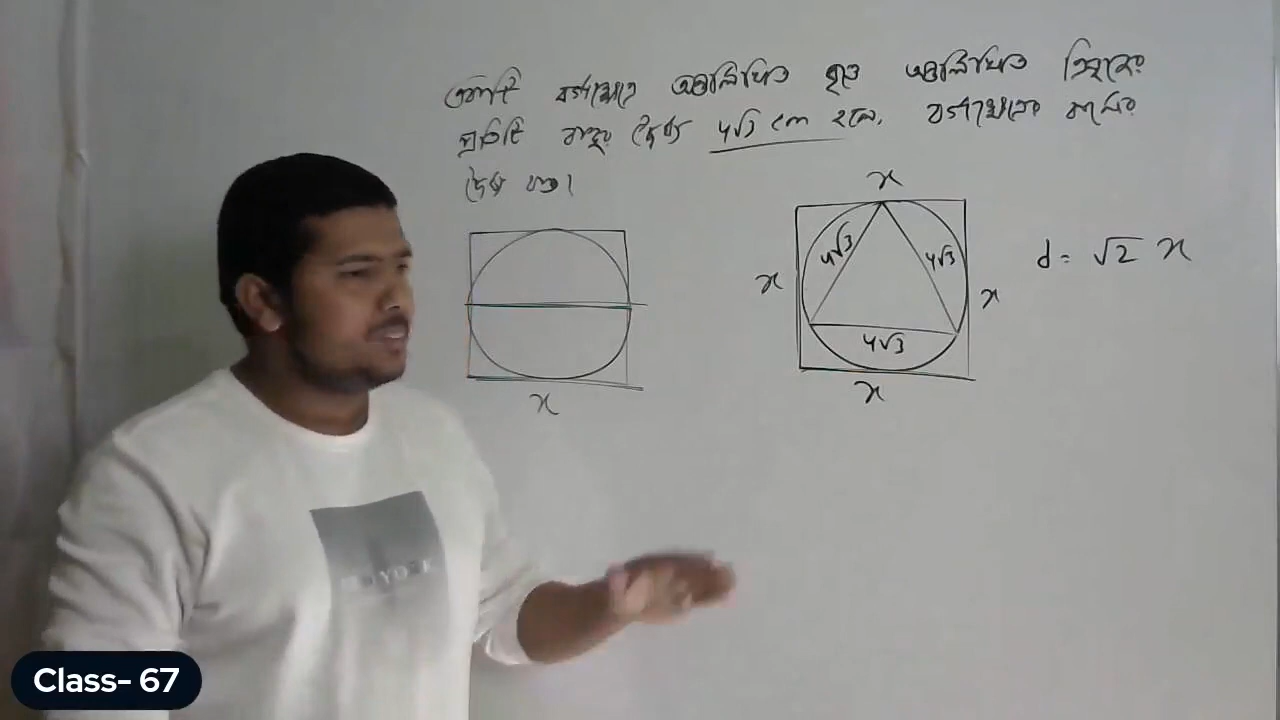 একটি বর্গক্ষেত্রে অন্তর্লিখিত বৃত্তে অন্তর্লিখিত ত্রিভুজের
প্রতিটি বাহুর দৈর্ঘ্য 4√3 সেমি হলে, বর্গক্ষেত্রের কর্ণের
দৈর্ঘ্য কত।
x
x
4√3
4√3
x
x
4√3
x
d = √2 x
Class- 67